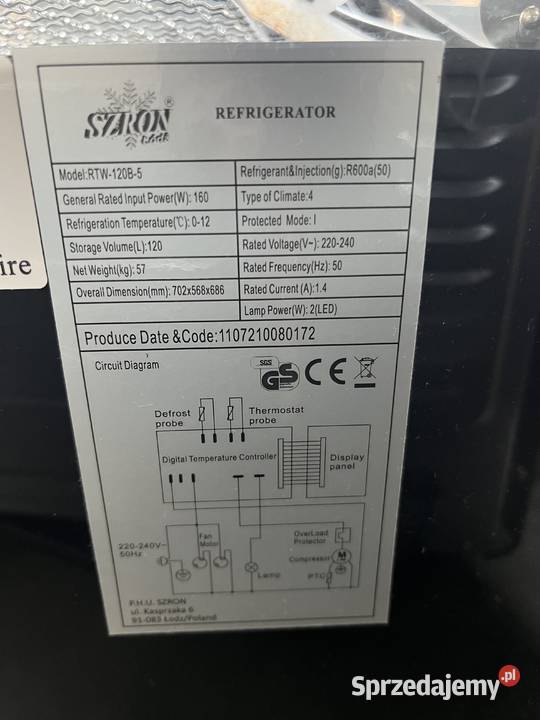 SZRON®
Łódź
REFRIGERATOR
Model:RTW-120B-5
Refrigerant&Injection(g):R600a(50)
General Rated Input Power(W): 160
Type of Climate:4
Refrigeration Temperature(℃): 0-12
Protected Mode: I
Storage Volume(L):120
Rated Voltage(V~): 220-240
Net Weight(kg): 57
Rated Frequency(Hz): 50
Overall Dimension(mm): 702x568x686
Rated Current (A):1.4
Lamp Power(W): 2(LED)
Produce Date &Code:1107210080172
Circuit Diagram
SGS
GS CE
Defrost probe
Thermostat probe
Digital Temperature Controller
Display panel
220-240V~
50Hz
Fan Motor
Lamp
OverLoad Protector
Compressor
M
PTC
P.H.U. SZRON
ul. Kasprzaka 6
91-083 Łodz/Poland
ire
Sprzedajemy.pl